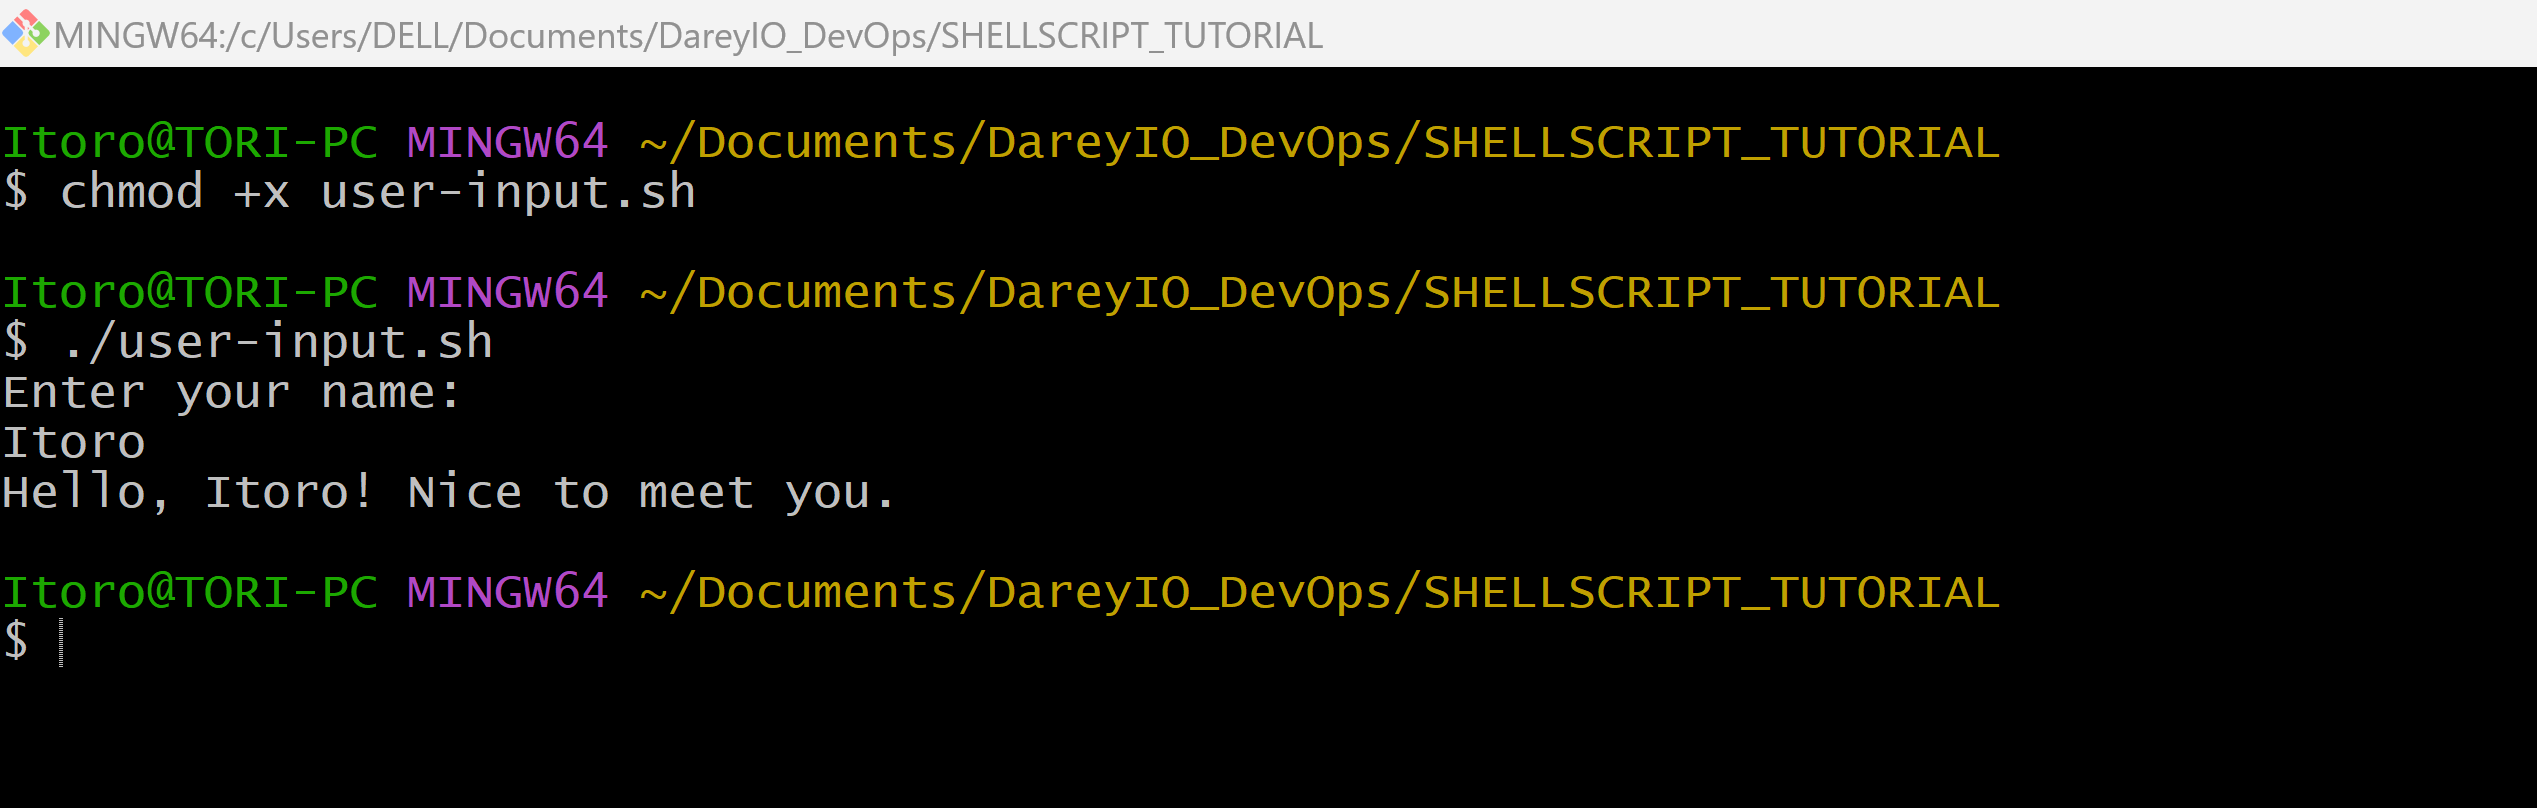 MINGW64:/c/Users/DELL/Documents/DareyIO_DevOps/SHELLSCRIPT_TUTORIAL
Itoro@TORI-PC MINGW64 ~/Documents/DareyIO_DevOps/SHELLSCRIPT_TUTORIAL
$ chmod +x user-input.sh
Itoro@TORI-PC MINGW64 ~/Documents/DareyIO_DevOps/SHELLSCRIPT_TUTORIAL
$ ./user-input.sh
Enter your name:
Itoro
Hello, Itoro! Nice to meet you.
Itoro@TORI-PC MINGW64 ~/Documents/DareyIO_DevOps/SHELLSCRIPT_TUTORIAL
$